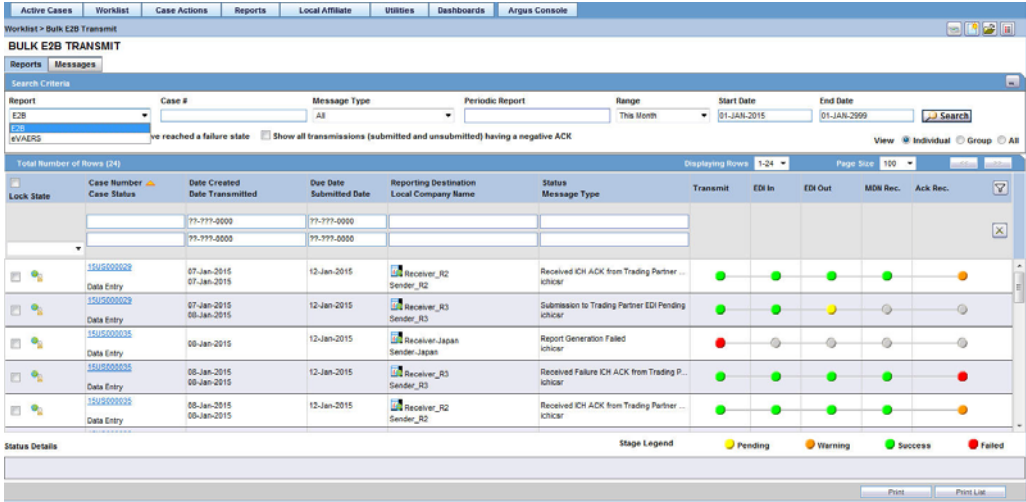 Active Cases Worklist Case Actions Reports Local Affiliate Utilities Dashboards Argus Console
Worklist > Bulk E2B Transmit
BULK E2B TRANSMIT
Reports Messages
Search Criteria
Report Case # Message Type Periodic Report Range Start Date End Date
E2B All This Month 01-JAN-2015 01-JAN-2999 Search
E2B
eVAERS ve reached a failure state Show all transmissions (submitted and unsubmitted) having a negative ACK
View Individual Group All
Total Number of Rows (24) Displaying Rows 1-24 Page Size 100
Case Number Date Created Due Date Reporting Destination Status
Lock State Case Status Date Transmitted Submitted Date Local Company Name Message Type Transmit EDI In EDI Out MDN Rec. Ack Rec.
??-???-0000 ??-???-0000
??-???-0000 ??-???-0000
15US000029 07-Jan-2015 12-Jan-2015 Receiver_R2 Received ICH ACK from Trading Partner ...
Data Entry 07-Jan-2015 Sender_R2 ichicsr
15US000029 07-Jan-2015 12-Jan-2015 Receiver_R3 Submission to Trading Partner EDI Pending
Data Entry 08-Jan-2015 Sender_R3 ichicsr
15US000035 08-Jan-2015 12-Jan-2015 Receiver-Japan Report Generation Failed
Data Entry Sender-Japan ichicsr
15US000035 08-Jan-2015 12-Jan-2015 Receiver_R3 Received Failure ICH ACK from Trading P...
Data Entry 08-Jan-2015 Sender_R3 ichicsr
15US000035 08-Jan-2015 12-Jan-2015 Receiver_R2 Received ICH ACK from Trading Partner ...
Data Entry 08-Jan-2015 Sender_R2 ichicsr
Status Details Stage Legend Pending Warning Success Failed
Print Print List